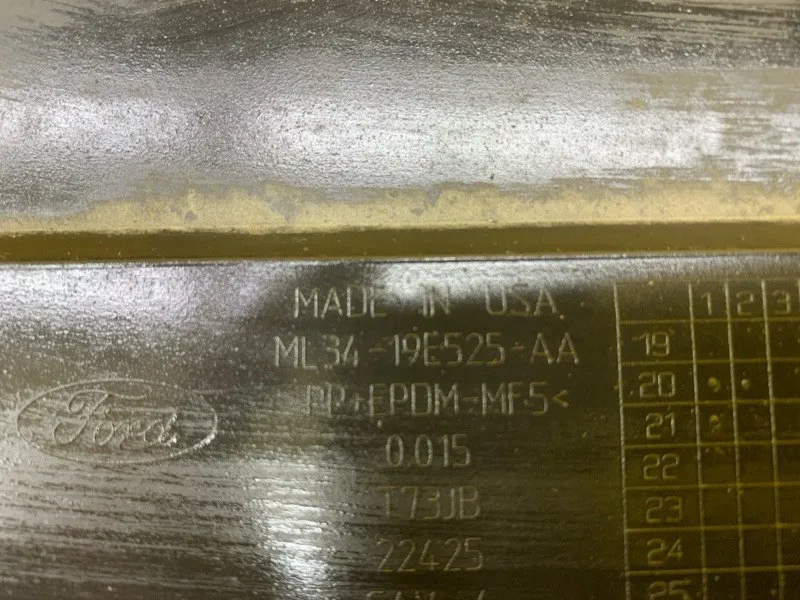 MADE IN USA
ML34-19E525-AA
PP+EPDM-MF5<
0.015
T73JB
22425
Ford
1 2 3
19
20
21
22
23
24
25